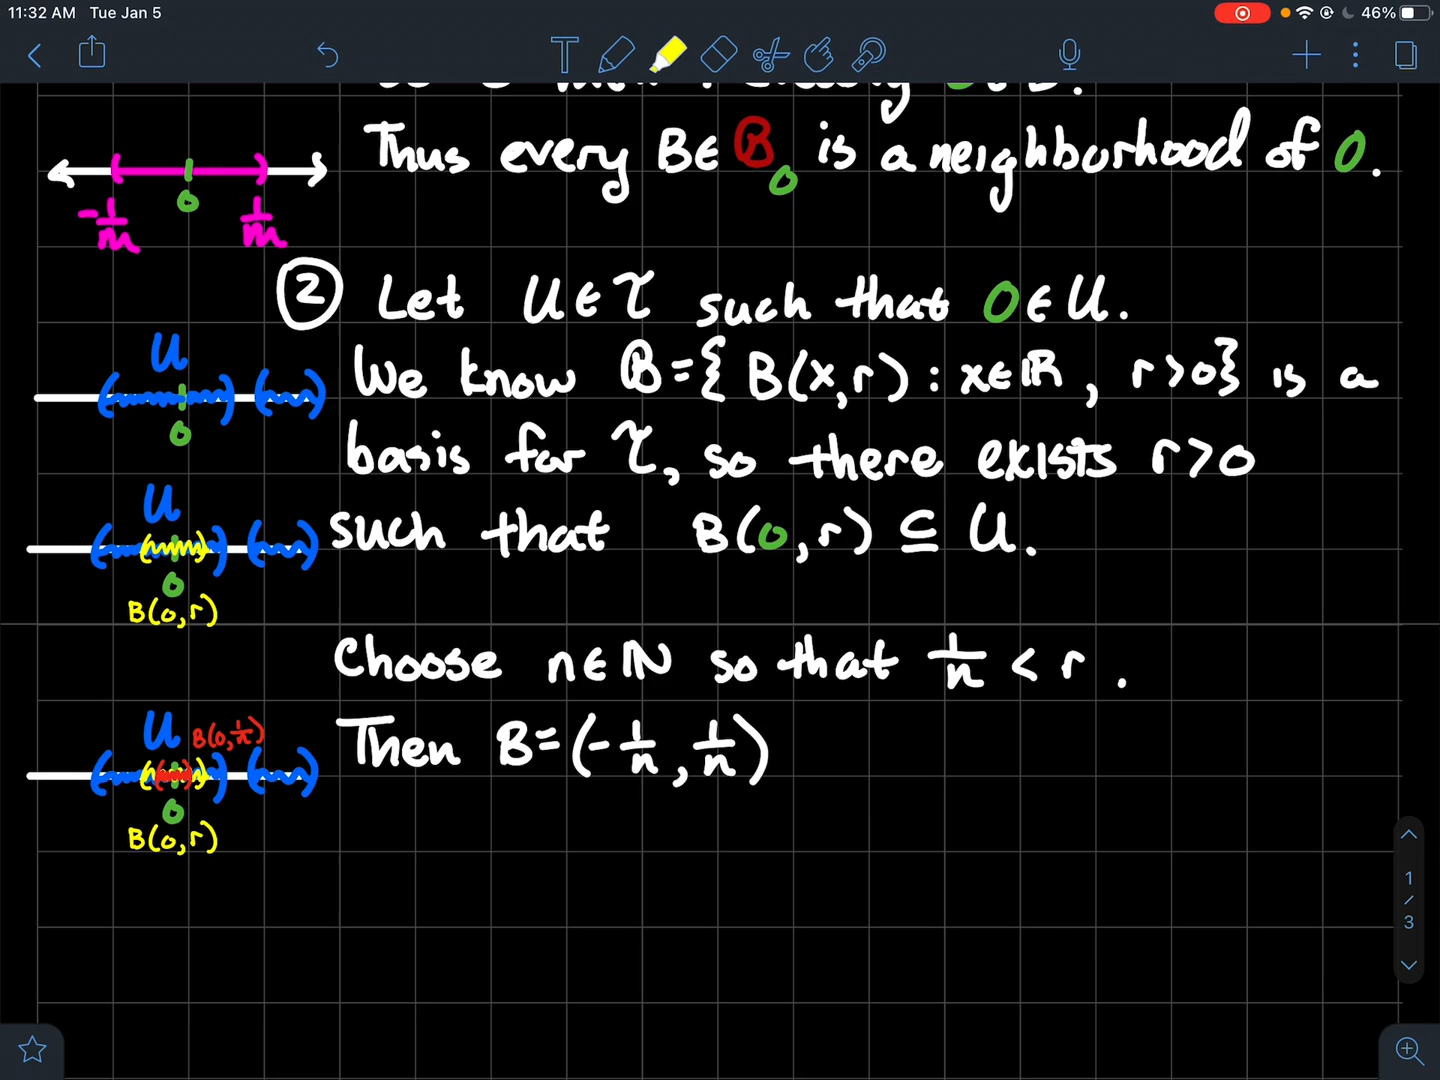 11:32 AM Tue Jan 5
46%
Thus every B∈ 𝓑₀ is a neighborhood of 0.
0
-1/m 1/m
② Let U∈τ such that 0∈U.
U
We know 𝓑={B(x,r) : x∈ℝ, r>0} is a
0
basis for τ, so there exists r>0
U
such that B(0,r) ⊆ U.
0
B(0,r)
Choose n∈ℕ so that 1/n < r.
U B(0,1/n)
Then B=(-1/n, 1/n)
0
B(0,r)
1
/
3